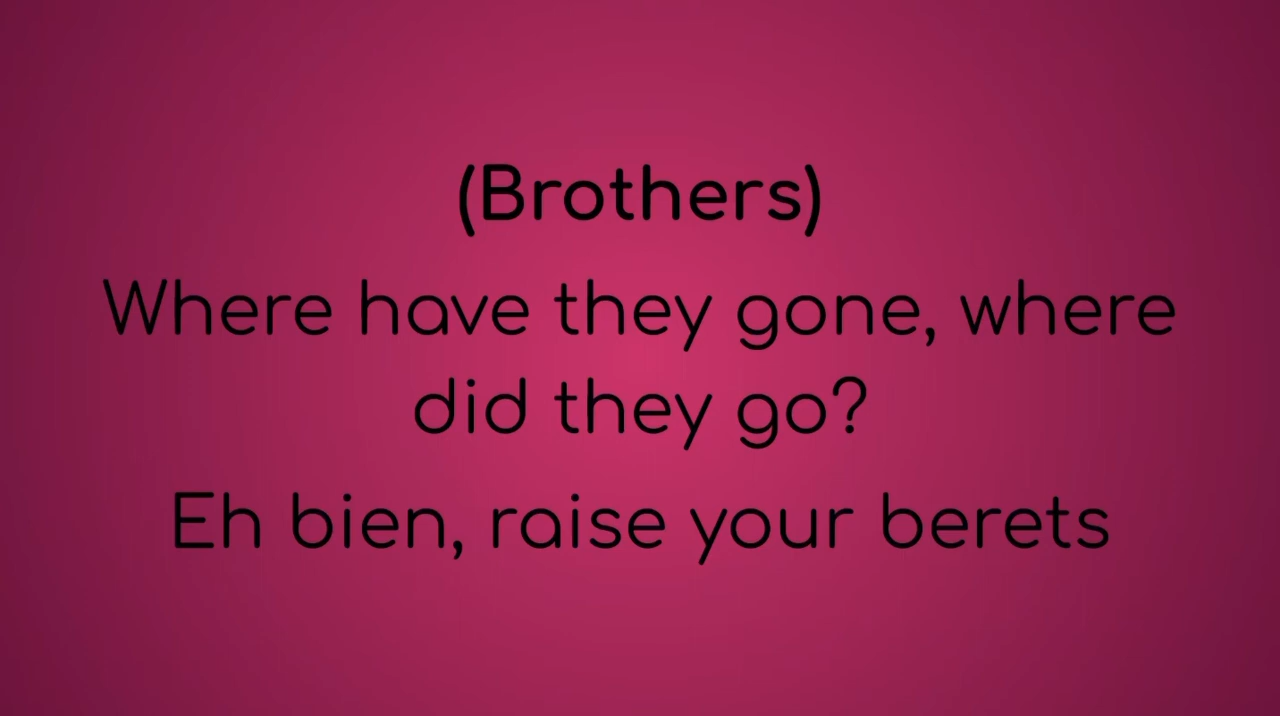 (Brothers)
Where have they gone, where
did they go?
Eh bien, raise your berets